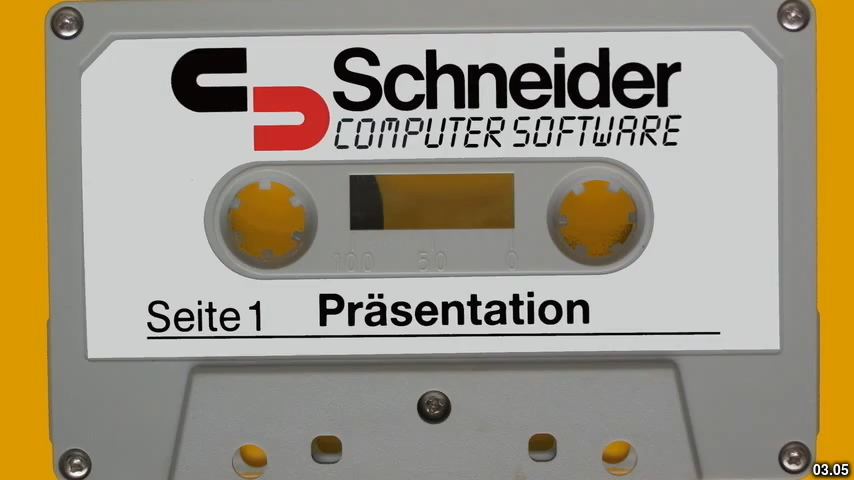 Schneider
COMPUTER SOFTWARE
100 50 0
Seite 1 Präsentation
03.05